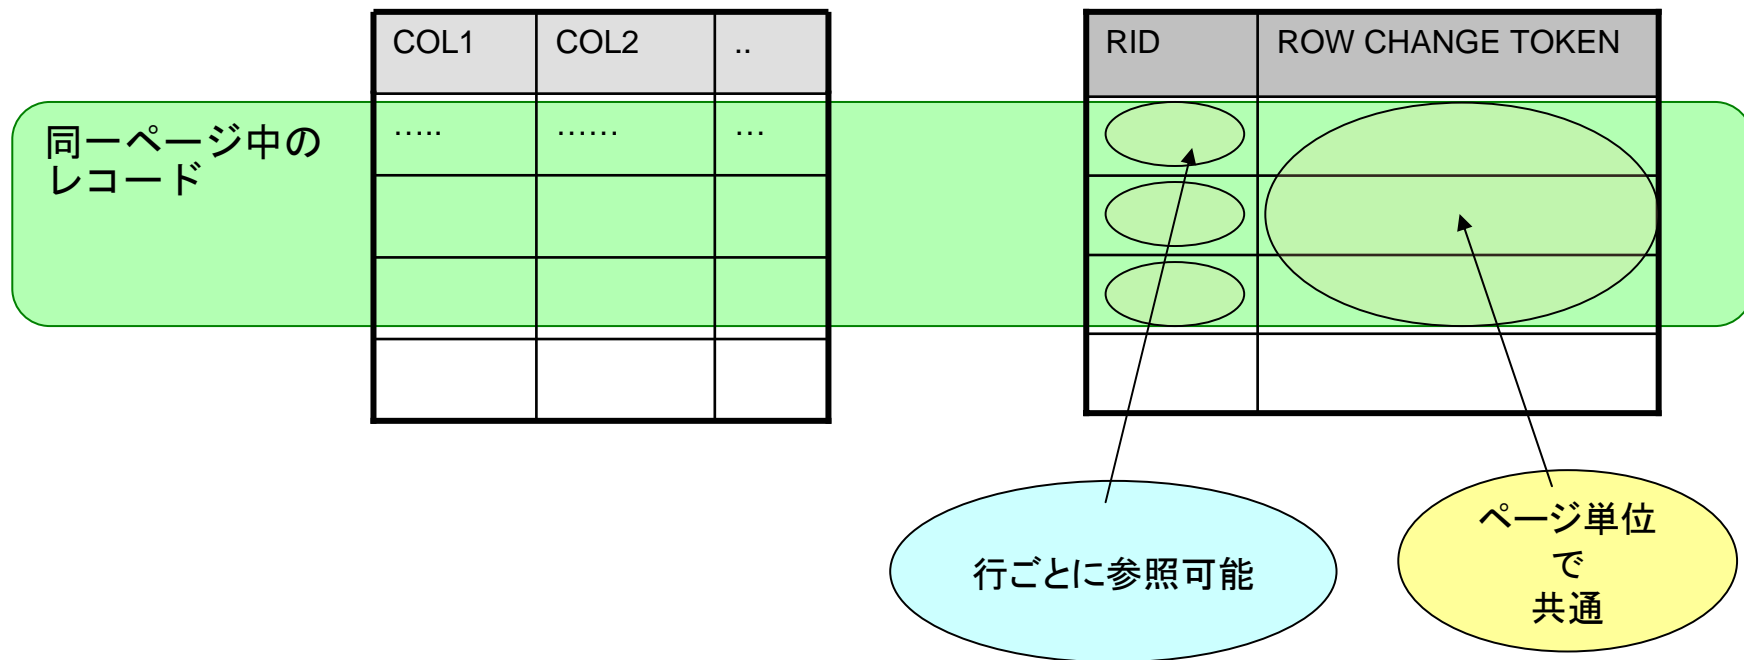 COL1 COL2 ..
RID ROW CHANGE TOKEN
同一ページ中の
レコード
….. …… …
行ごとに参照可能
ページ単位
で
共通